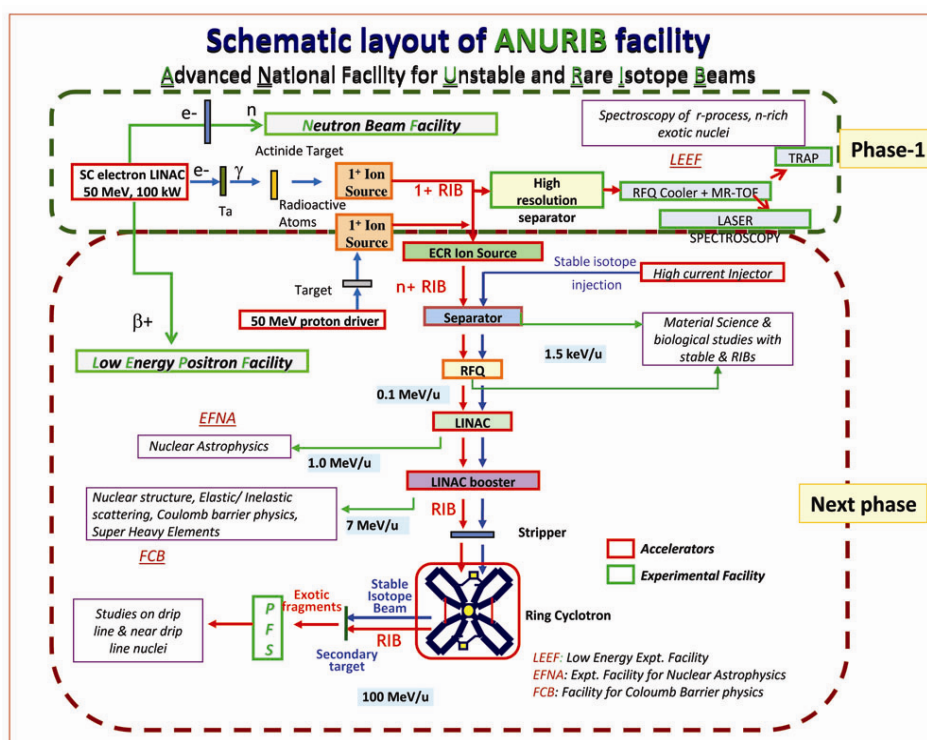 Schematic layout of ANURIB facility
Advanced National Facility for Unstable and Rare Isotope Beams
e-
n
Neutron Beam Facility
Spectroscopy of r-process, n-rich
exotic nuclei
LEEF
Phase-1
TRAP
SC electron LINAC
50 MeV, 100 kW
e-
γ
Ta
Actinide Target
Radioactive
Atoms
1+ Ion
Source
1+ RIB
High
resolution
separator
RFQ Cooler + MR-TOF
LASER
SPECTROSCOPY
1+ Ion
Source
ECR Ion Source
Target
n+ RIB
Stable isotope
injection
High current Injector
50 MeV proton driver
Separator
β+
Low Energy Positron Facility
1.5 keV/u
Material Science &
biological studies with
stable & RIBs
RFQ
0.1 MeV/u
EFNA
LINAC
Nuclear Astrophysics
1.0 MeV/u
LINAC booster
Nuclear structure, Elastic/ Inelastic
scattering, Coulomb barrier physics,
Super Heavy Elements
7 MeV/u
RIB
Next phase
FCB
Stripper
Accelerators
Experimental Facility
Studies on drip
line & near drip
line nuclei
P
F
S
Exotic
fragments
Stable
Isotope
Beam
RIB
Secondary
target
Ring Cyclotron
100 MeV/u
LEEF: Low Energy Expt. Facility
EFNA: Expt. Facility for Nuclear Astrophysics
FCB: Facility for Coloumb Barrier physics